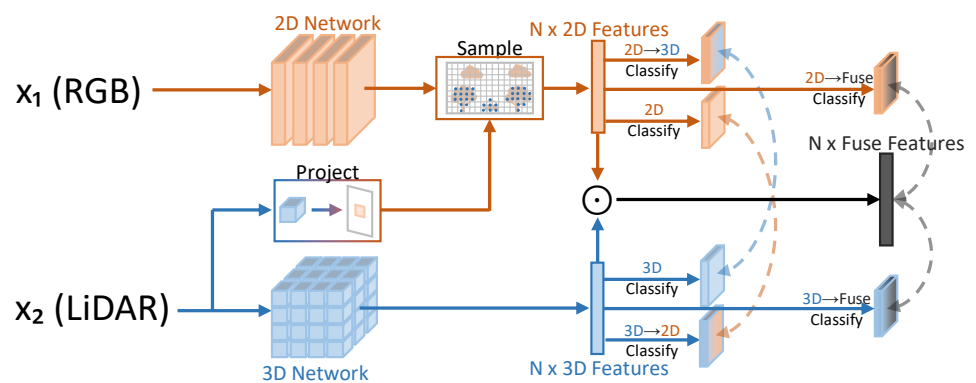 2D Network
N x 2D Features
Sample
2D→3D
Classify
x₁ (RGB)
2D→Fuse
Classify
2D
Classify
N x Fuse Features
Project
x₂ (LiDAR)
3D
Classify
3D→Fuse
Classify
3D→2D
Classify
3D Network
N x 3D Features